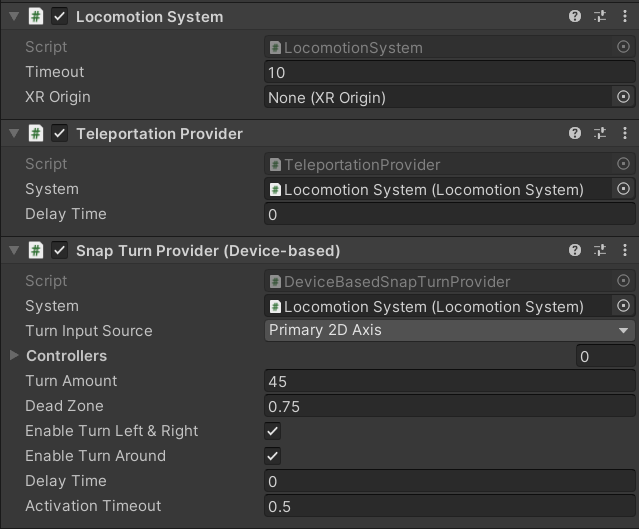 Locomotion System
Script LocomotionSystem
Timeout 10
XR Origin None (XR Origin)
Teleportation Provider
Script TeleportationProvider
System Locomotion System (Locomotion System)
Delay Time 0
Snap Turn Provider (Device-based)
Script DeviceBasedSnapTurnProvider
System Locomotion System (Locomotion System)
Turn Input Source Primary 2D Axis
Controllers 0
Turn Amount 45
Dead Zone 0.75
Enable Turn Left & Right
Enable Turn Around
Delay Time 0
Activation Timeout 0.5